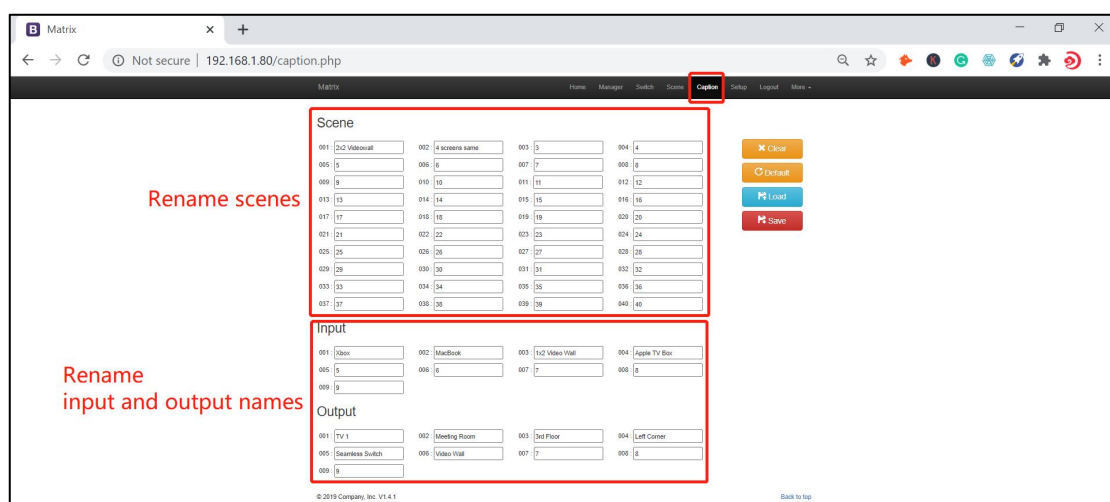 B Matrix × +
Not secure | 192.168.1.80/caption.php
Matrix Home Manager Switch Scene Caption Setup Logout More
Scene
001 : 2x2 Videowall 002 : 4 screens same 003 : 3 004 : 4
005 : 5 006 : 6 007 : 7 008 : 8
009 : 9 010 : 10 011 : 11 012 : 12
013 : 13 014 : 14 015 : 15 016 : 16
017 : 17 018 : 18 019 : 19 020 : 20
021 : 21 022 : 22 023 : 23 024 : 24
025 : 25 026 : 26 027 : 27 028 : 28
029 : 29 030 : 30 031 : 31 032 : 32
033 : 33 034 : 34 035 : 35 036 : 36
037 : 37 038 : 38 039 : 39 040 : 40
Clear
Default
Load
Save
Rename scenes
Input
001 : Xbox 002 : MacBook 003 : 1x2 Video Wall 004 : Apple TV Box
005 : 5 006 : 6 007 : 7 008 : 8
009 : 9
Rename
input and output names
Output
001 : TV 1 002 : Meeting Room 003 : 3rd Floor 004 : Left Corner
005 : Seamless Switch 006 : Video Wall 007 : 7 008 : 8
009 : 9
© 2019 Company, Inc. V1.4.1 Back to top